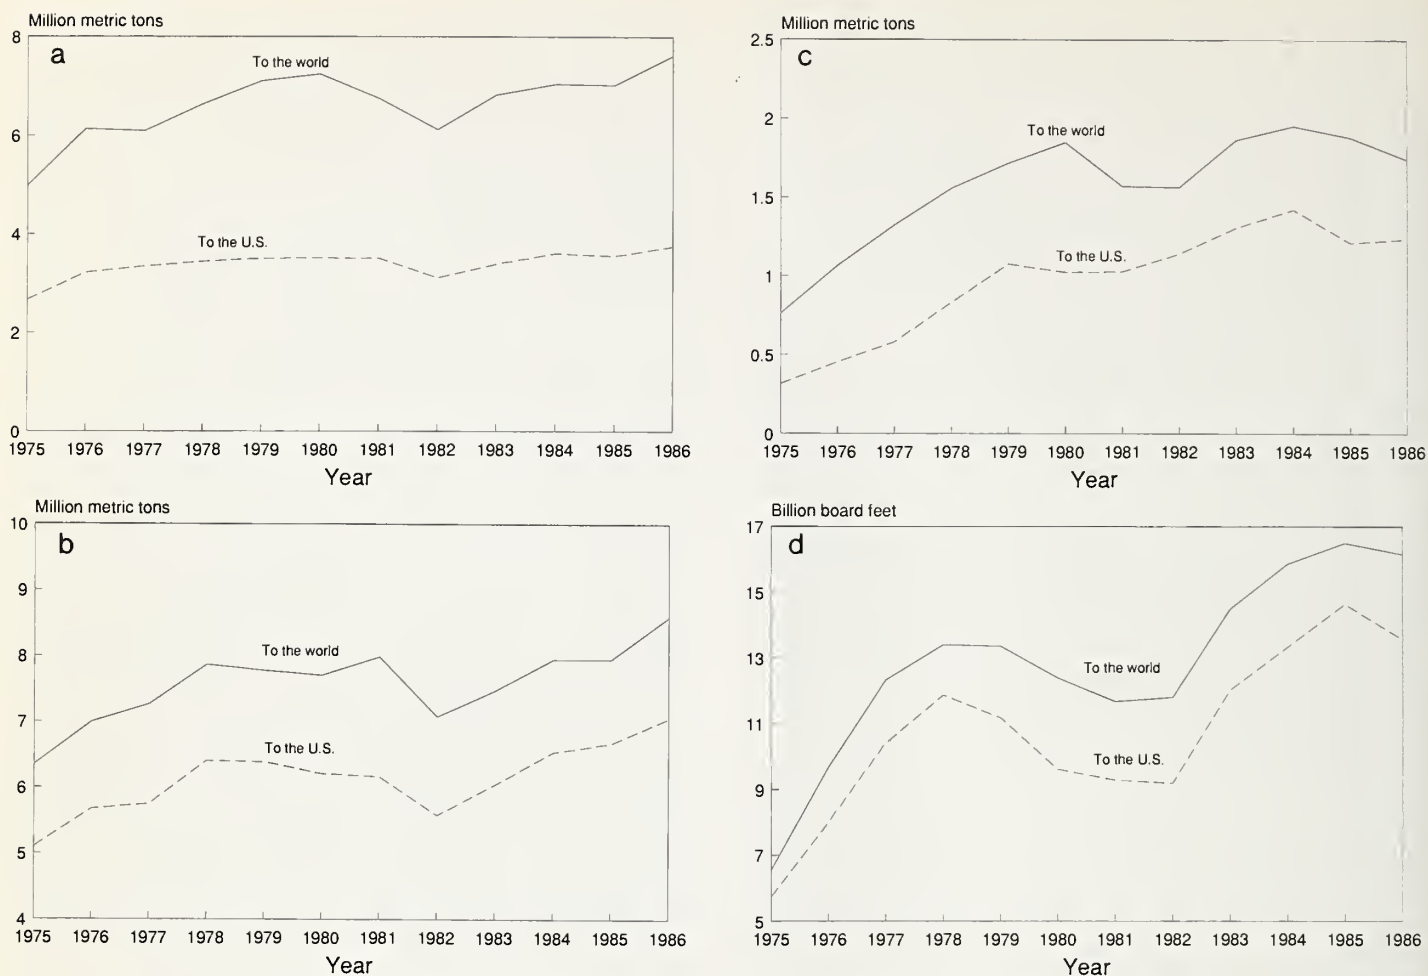 Million metric tons
a
8
6
4
2
0
To the world
To the U.S.
1975 1976 1977 1978 1979 1980 1981 1982 1983 1984 1985 1986
Year
Million metric tons
c
2.5
2
1.5
1
0.5
0
To the world
To the U.S.
1975 1976 1977 1978 1979 1980 1981 1982 1983 1984 1985 1986
Year
Million metric tons
b
10
9
8
7
6
5
4
To the world
To the U.S.
1975 1976 1977 1978 1979 1980 1981 1982 1983 1984 1985 1986
Year
Billion board feet
d
17
15
13
11
9
7
5
To the world
To the U.S.
1975 1976 1977 1978 1979 1980 1981 1982 1983 1984 1985 1986
Year